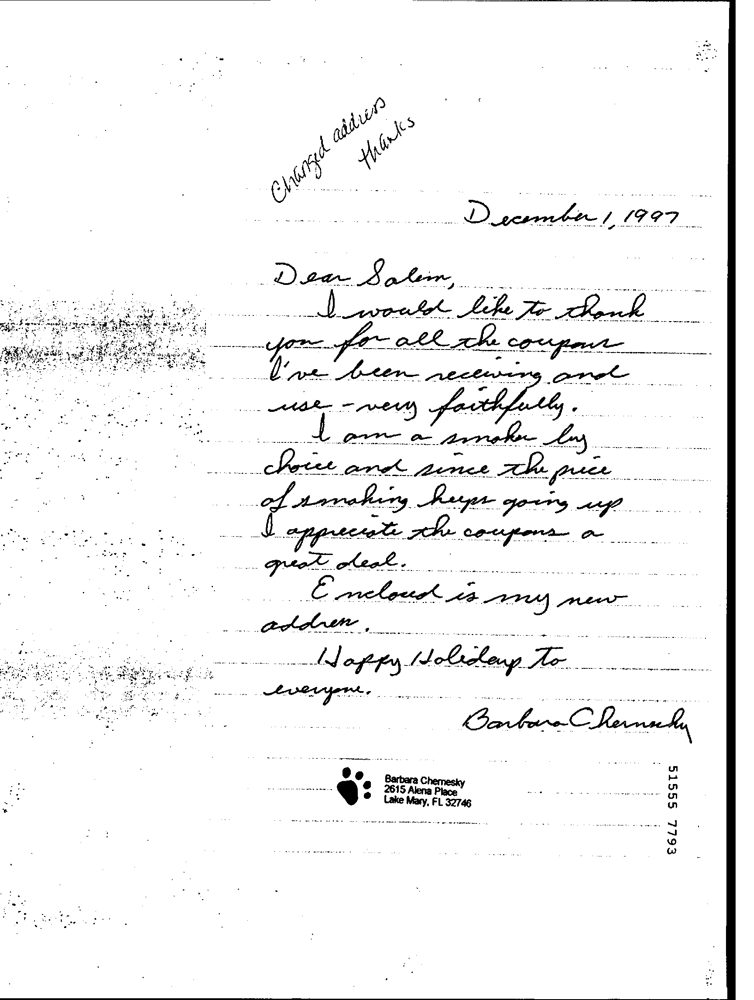 Changed address
thanks
December 1, 1997
Dear Salem,
I would like to thank
you for all the coupons
I've been receiving and
use - very faithfully.
I am a smoker by
choice and since the price
of smoking keeps going up
I appreciate the coupons a
great deal.
Enclosed is my new
address.
Happy Holidays to
everyone.
Barbara Chernesky
Barbara Chernesky
2615 Alena Place
Lake Mary, FL 32746
51555 7793